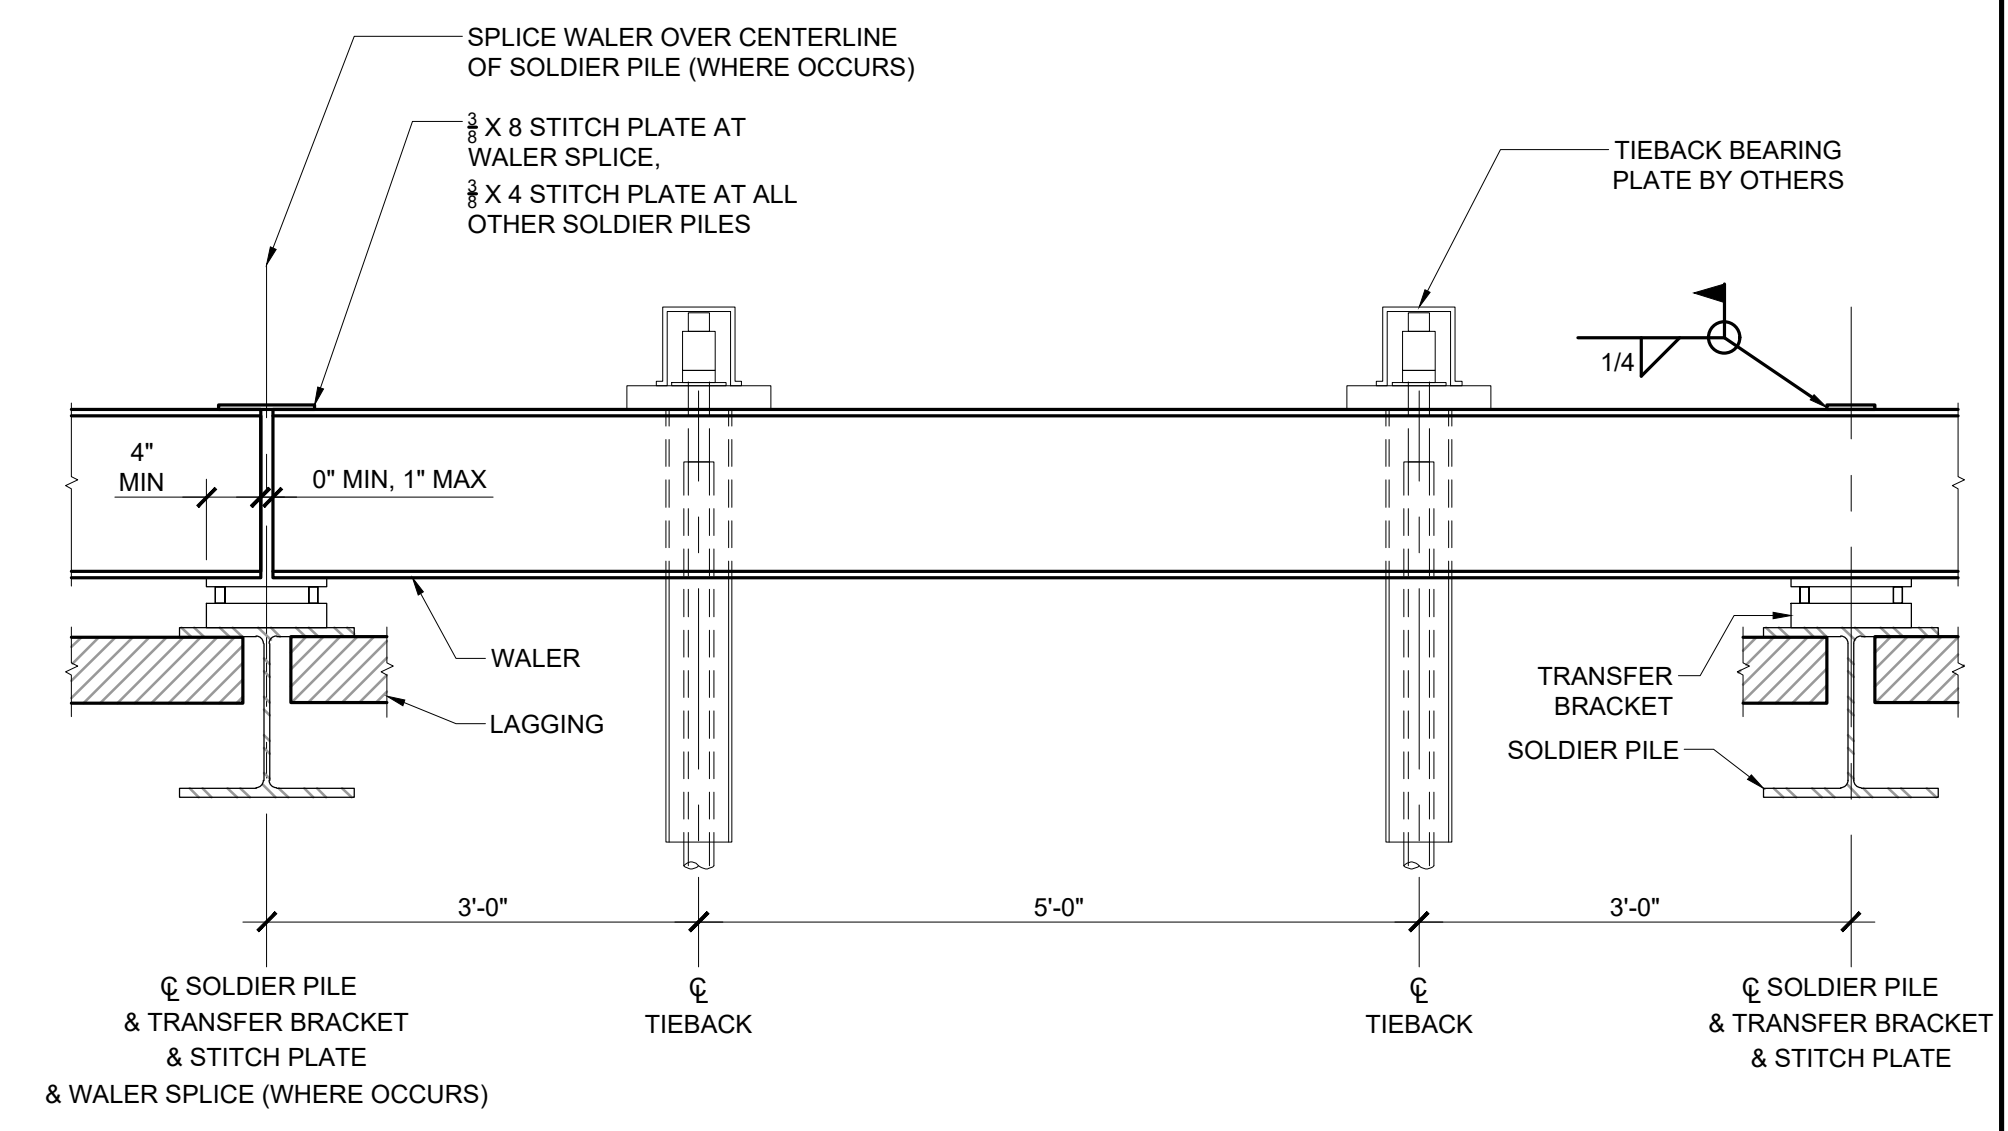 SPLICE WALER OVER CENTERLINE
OF SOLDIER PILE (WHERE OCCURS)
3/8 X 8 STITCH PLATE AT
WALER SPLICE,
3/8 X 4 STITCH PLATE AT ALL
OTHER SOLDIER PILES
TIEBACK BEARING
PLATE BY OTHERS
1/4
4"
MIN
0" MIN, 1" MAX
WALER
LAGGING
TRANSFER
BRACKET
SOLDIER PILE
3'-0"
5'-0"
3'-0"
℄ SOLDIER PILE
& TRANSFER BRACKET
& STITCH PLATE
& WALER SPLICE (WHERE OCCURS)
℄
TIEBACK
℄
TIEBACK
℄ SOLDIER PILE
& TRANSFER BRACKET
& STITCH PLATE